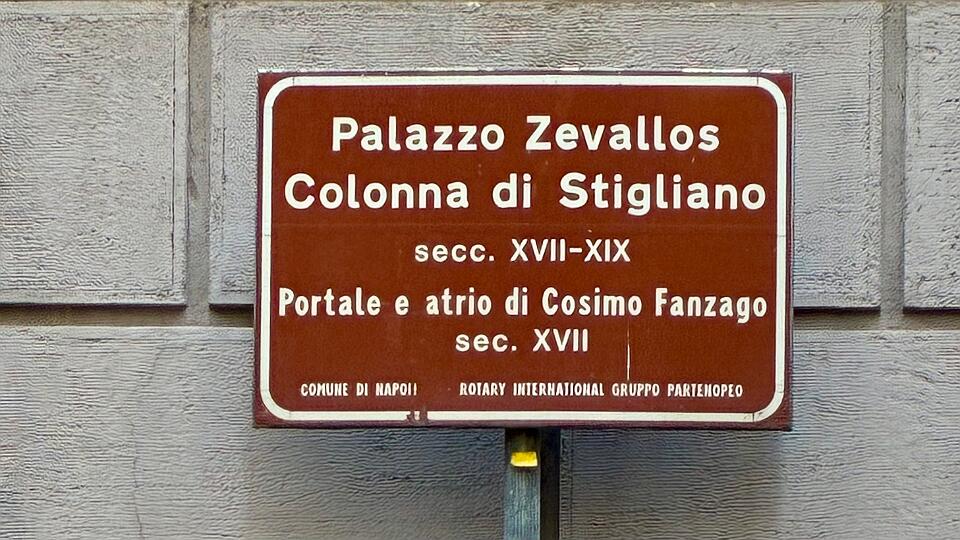 Palazzo Zevallos
Colonna di Stigliano
secc. XVII-XIX
Portale e atrio di Cosimo Fanzago
sec. XVII
COMUNE DI NAPOLI ROTARY INTERNATIONAL GRUPPO PARTENOPEO